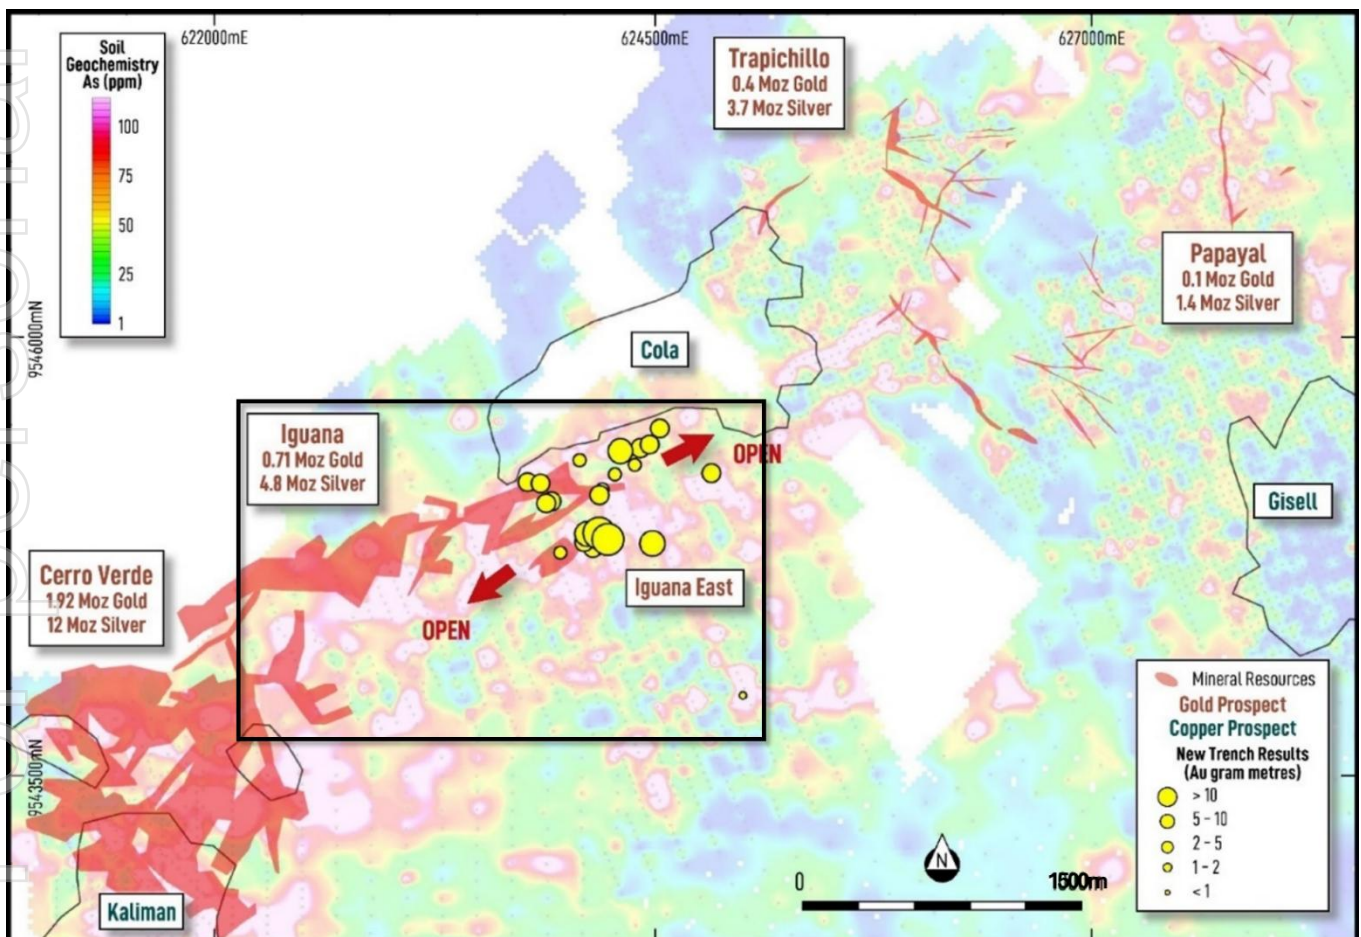 622000mE
624500mE
627000mE
Soil
Geochemistry
As (ppm)
100
75
50
25
1
Trapichillo
0.4 Moz Gold
3.7 Moz Silver
Papayal
0.1 Moz Gold
1.4 Moz Silver
9546000mN
Cola
Iguana
0.71 Moz Gold
4.8 Moz Silver
OPEN
Gisell
Cerro Verde
1.92 Moz Gold
12 Moz Silver
Iguana East
OPEN
9543500mN
Mineral Resources
Gold Prospect
Copper Prospect
New Trench Results
(Au gram metres)
> 10
5 - 10
2 - 5
1 - 2
< 1
N
0
1500m
Kaliman